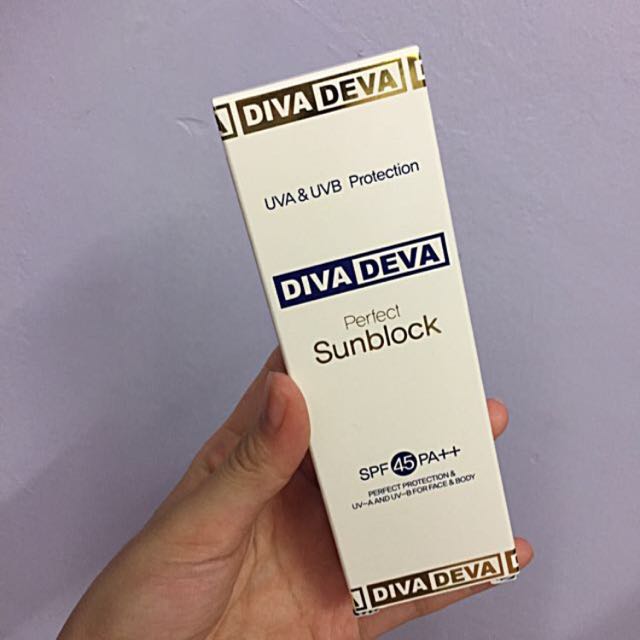 DIVA DEVA
UVA & UVB Protection
DIVA DEVA
Perfect
Sunblock
SPF 45 PA++
PERFECT PROTECTION &
UV-A AND UV-B FOR FACE & BODY
DIVA DEVA